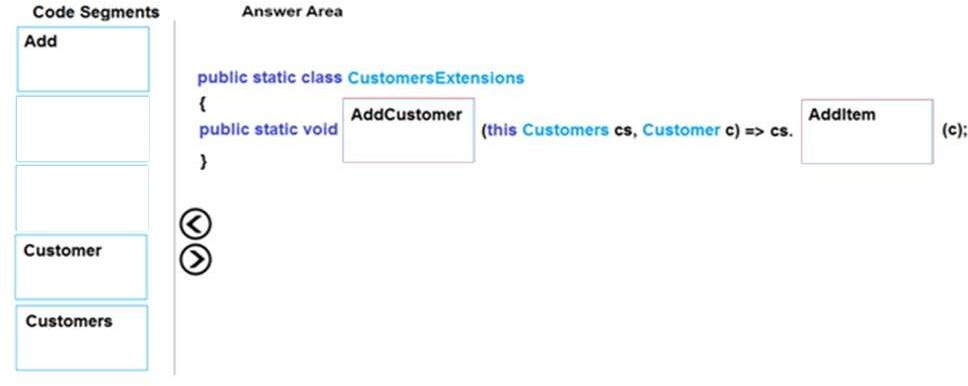 Code Segments
Answer Area
Add
Customer
Customers
public static class CustomersExtensions
{
public static void AddCustomer (this Customers cs, Customer c) => cs. AddItem (c);
}